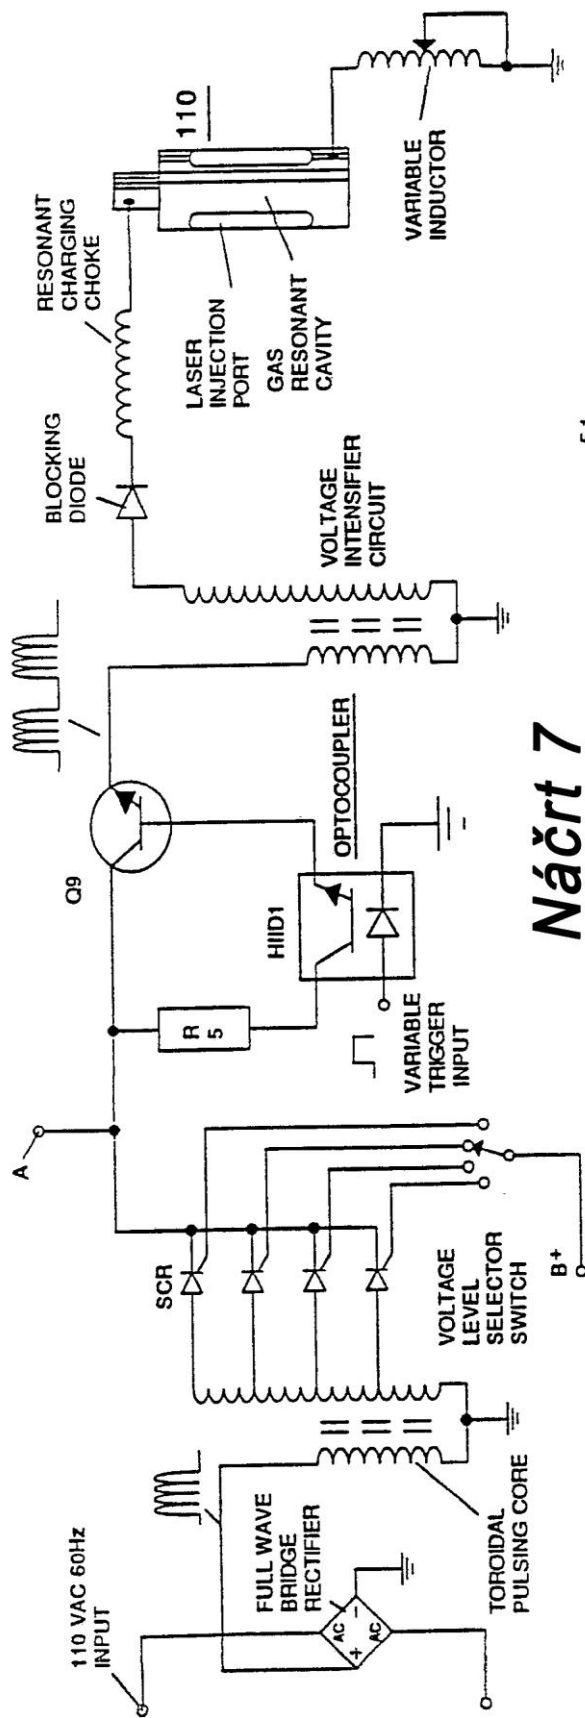 110 VAC 60Hz
INPUT
FULL WAVE
BRIDGE
RECTIFIER
AC
AC
+
−
TOROIDAL
PULSING CORE
SCR
VOLTAGE
LEVEL
SELECTOR
SWITCH
B+
A
R
5
VARIABLE
TRIGGER
INPUT
HIID1
OPTOCOUPLER
Q9
VOLTAGE
INTENSIFIER
CIRCUIT
BLOCKING
DIODE
RESONANT
CHARGING
CHOKE
LASER
INJECTION
PORT
GAS
RESONANT
CAVITY
110
VARIABLE
INDUCTOR
Náčrt 7